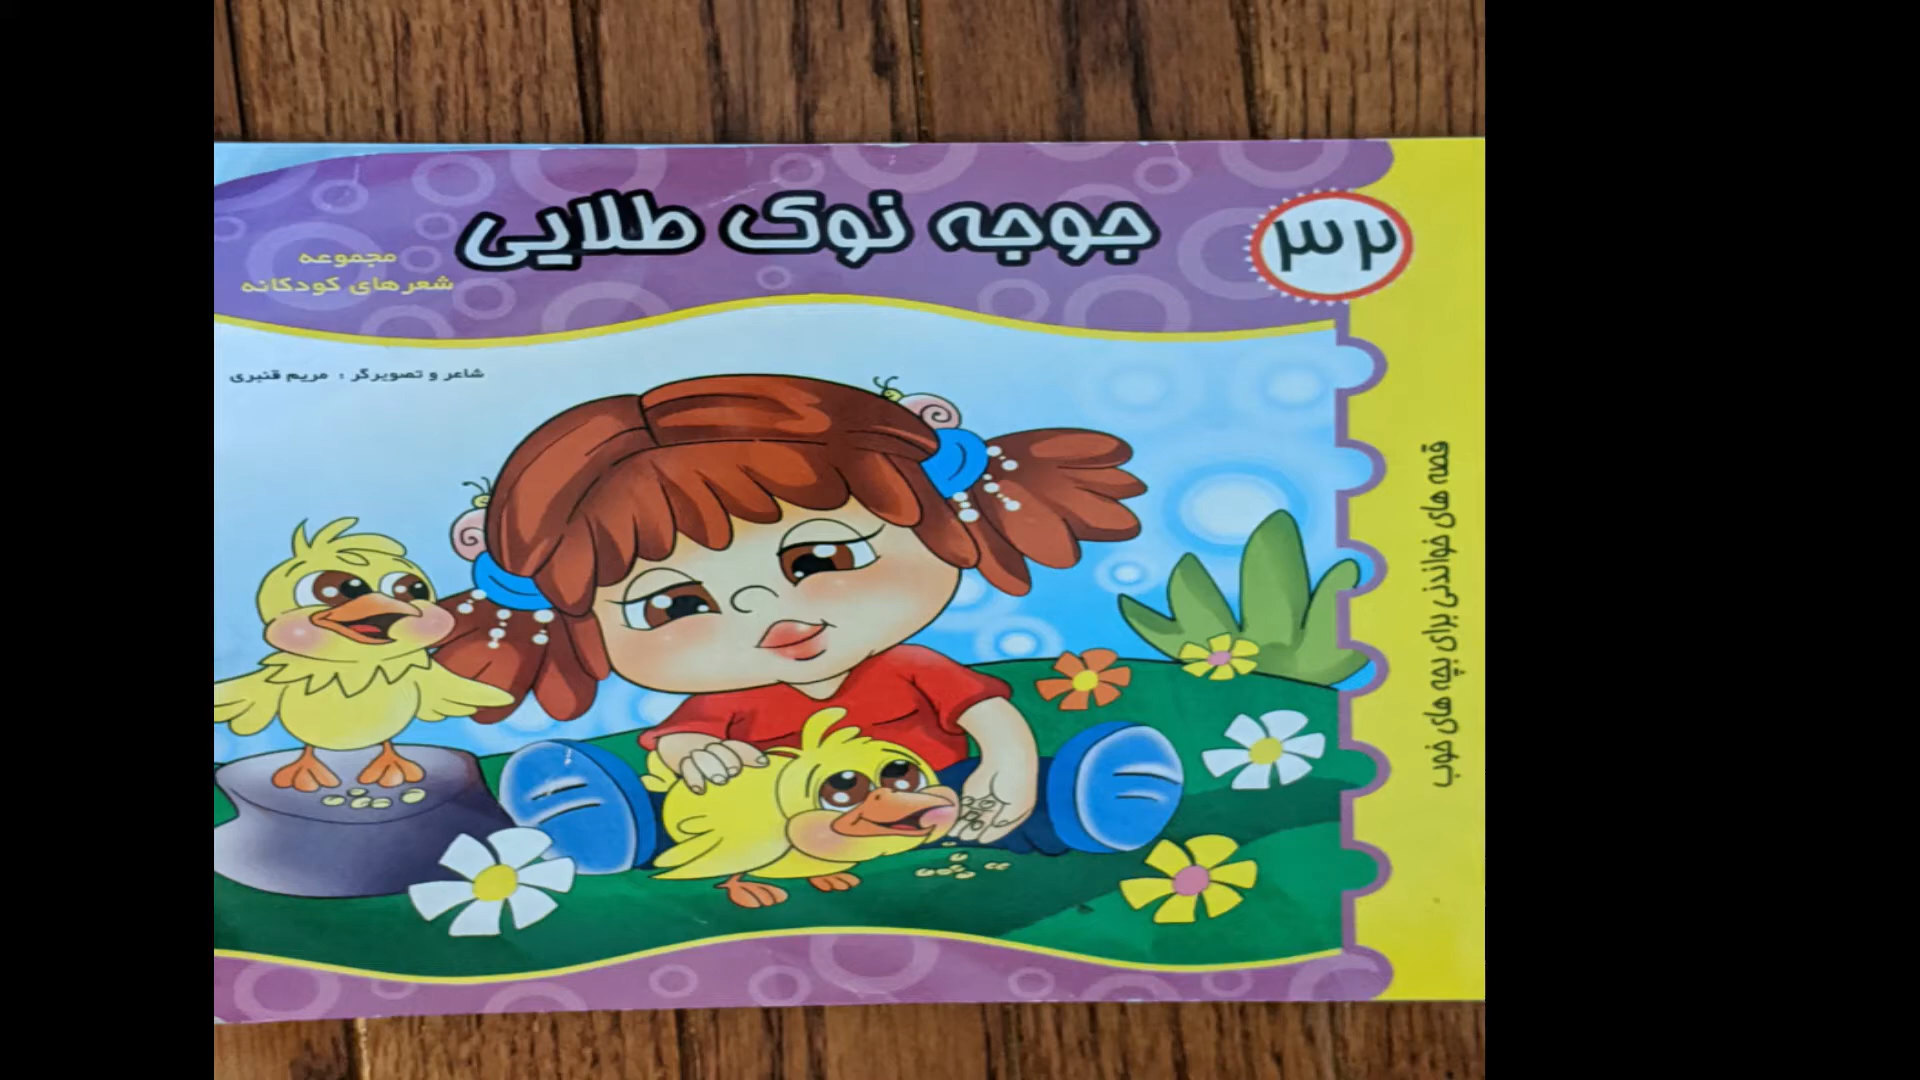 جوجه نوک طلایی
۳۲
مجموعه
شعرهای کودکانه
شاعر و تصویرگر : مریم قنبری
قصه های خواندنی برای بچه های خوب